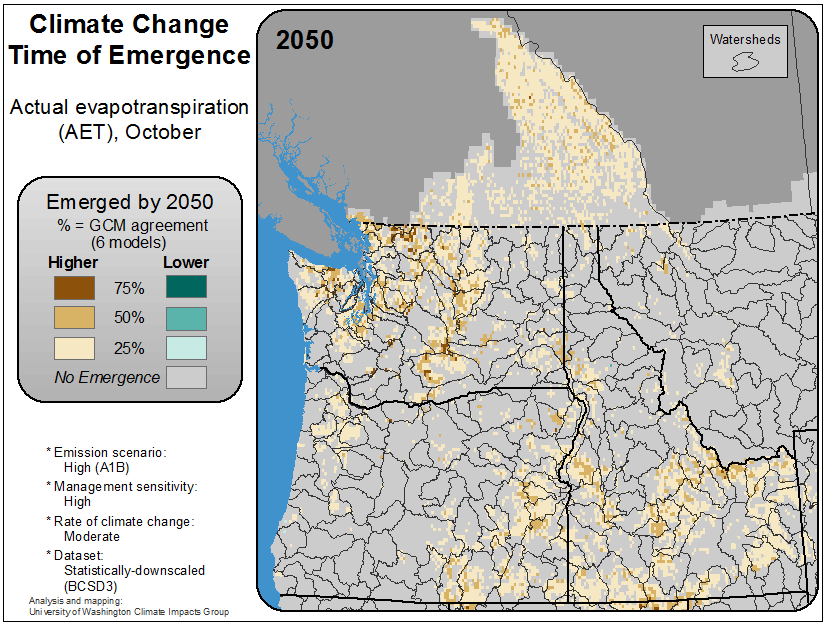 Climate Change
Time of Emergence
Actual evapotranspiration
(AET), October
Emerged by 2050
% = GCM agreement
(6 models)
Higher Lower
75%
50%
25%
No Emergence
* Emission scenario:
High (A1B)
* Management sensitivity:
High
* Rate of climate change:
Moderate
* Dataset:
Statistically-downscaled
(BCSD3)
Analysis and mapping:
University of Washington Climate Impacts Group
2050
Watersheds